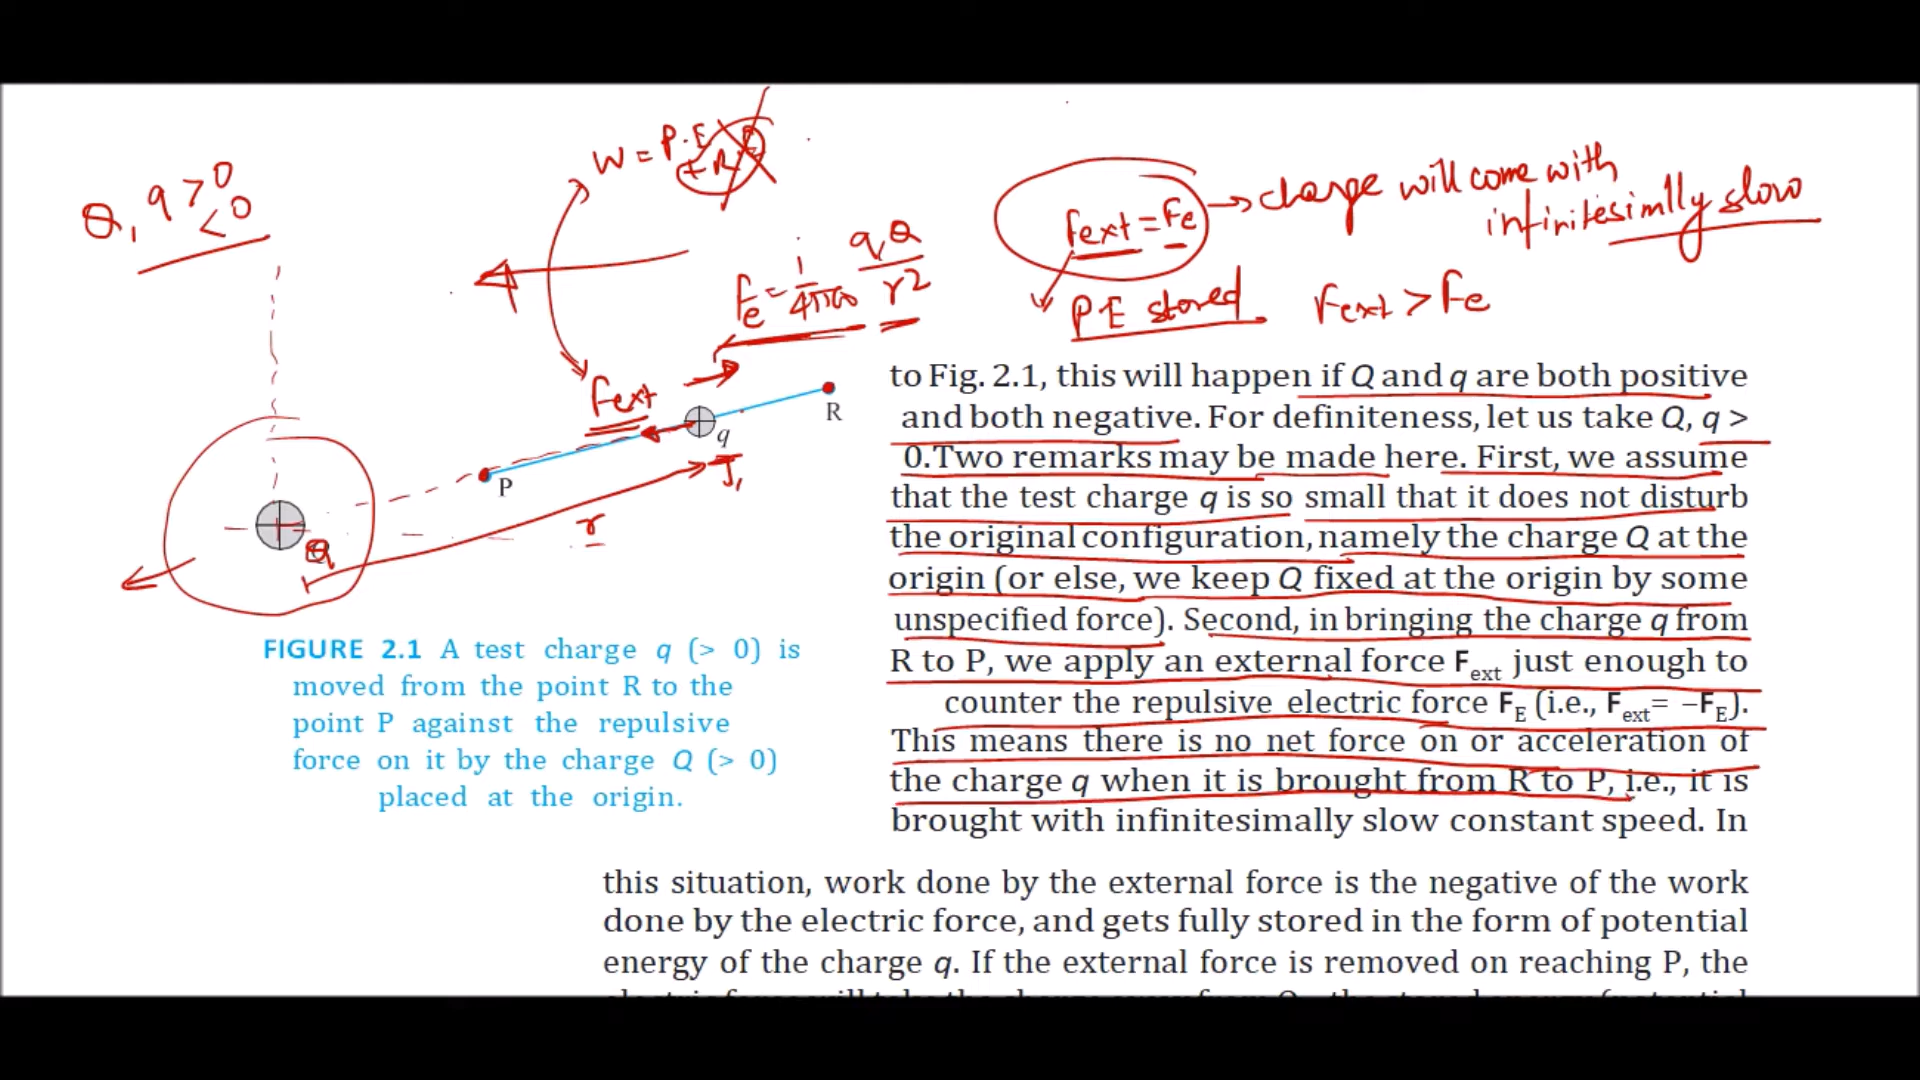 Q, q > 0
< 0
W = P.E
+ K
Fe = 1/4πε0 qQ/r2
Fext = Fe → charge will come with
infinitesimlly slow
PE stored
Fext > Fe
Fext
R
q
P
r
Q
FIGURE 2.1 A test charge q (> 0) is
moved from the point R to the
point P against the repulsive
force on it by the charge Q (> 0)
placed at the origin.
to Fig. 2.1, this will happen if Q and q are both positive
and both negative. For definiteness, let us take Q, q >
0.Two remarks may be made here. First, we assume
that the test charge q is so small that it does not disturb
the original configuration, namely the charge Q at the
origin (or else, we keep Q fixed at the origin by some
unspecified force). Second, in bringing the charge q from
R to P, we apply an external force Fext just enough to
counter the repulsive electric force FE (i.e., Fext= –FE).
This means there is no net force on or acceleration of
the charge q when it is brought from R to P, i.e., it is
brought with infinitesimally slow constant speed. In
this situation, work done by the external force is the negative of the work
done by the electric force, and gets fully stored in the form of potential
energy of the charge q. If the external force is removed on reaching P, the